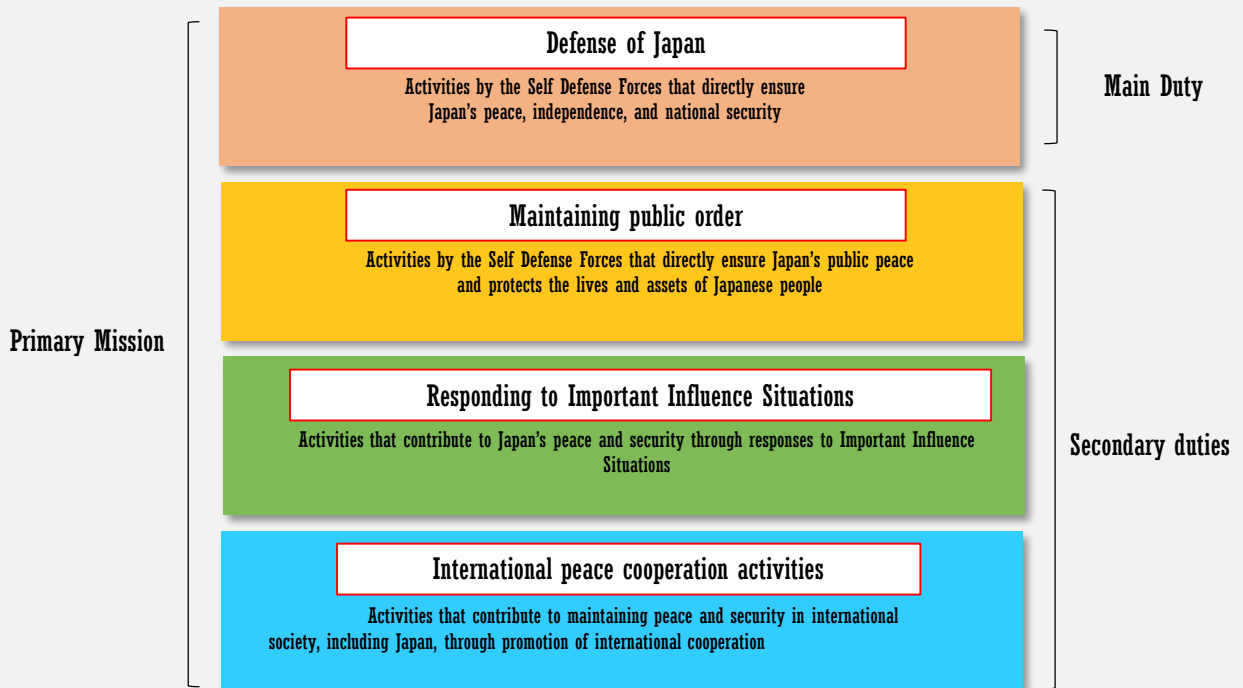 Defense of Japan
Activities by the Self Defense Forces that directly ensure
Japan’s peace, independence, and national security
Main Duty
Maintaining public order
Activities by the Self Defense Forces that directly ensure Japan’s public peace
and protects the lives and assets of Japanese people
Primary Mission
Responding to Important Influence Situations
Activities that contribute to Japan’s peace and security through responses to Important Influence
Situations
Secondary duties
International peace cooperation activities
Activities that contribute to maintaining peace and security in international
society, including Japan, through promotion of international cooperation